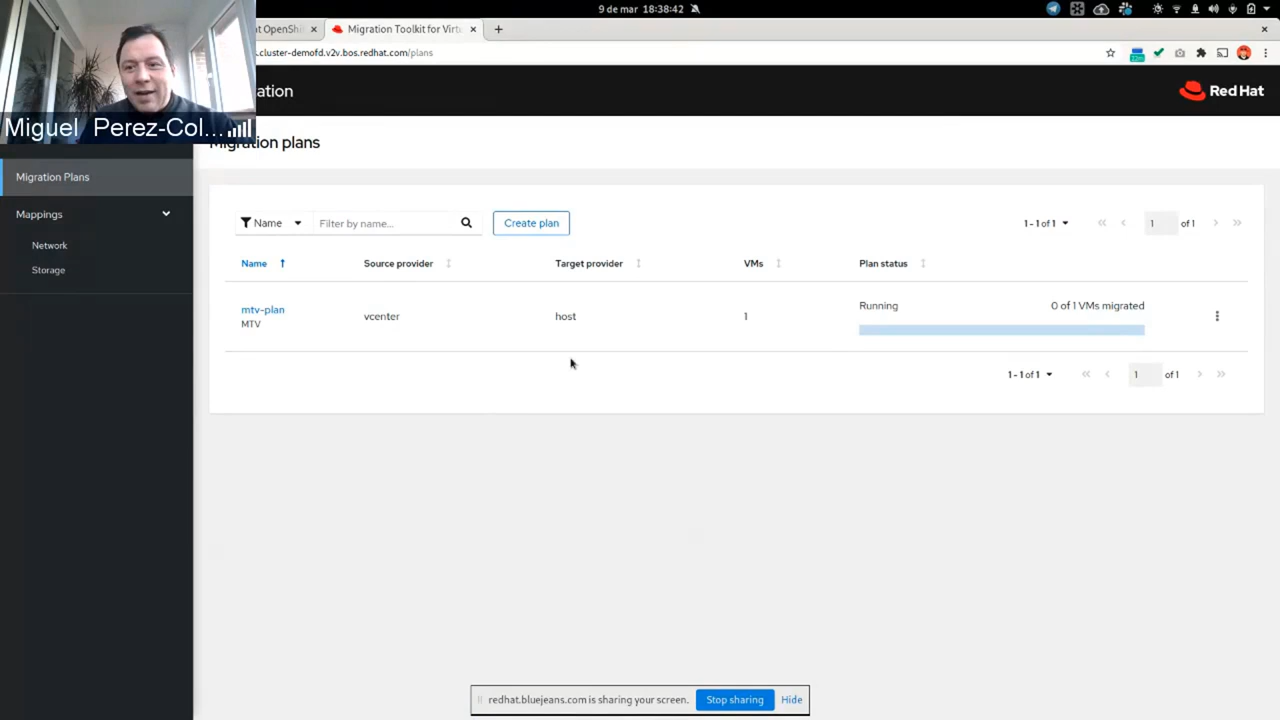 9 de mar 18:38:42
at OpenShi
Migration Toolkit for Virtu
.cluster-demofd.v2v.bos.redhat.com/plans
ation
Red Hat
Miguel Perez-Col...
Migration plans
Migration Plans
Mappings
Network
Storage
Name
Filter by name...
Create plan
1 - 1 of 1
1
of 1
Name
Source provider
Target provider
VMs
Plan status
mtv-plan
MTV
vcenter
host
1
Running
0 of 1 VMs migrated
1 - 1 of 1
1
of 1
redhat.bluejeans.com is sharing your screen.
Stop sharing
Hide